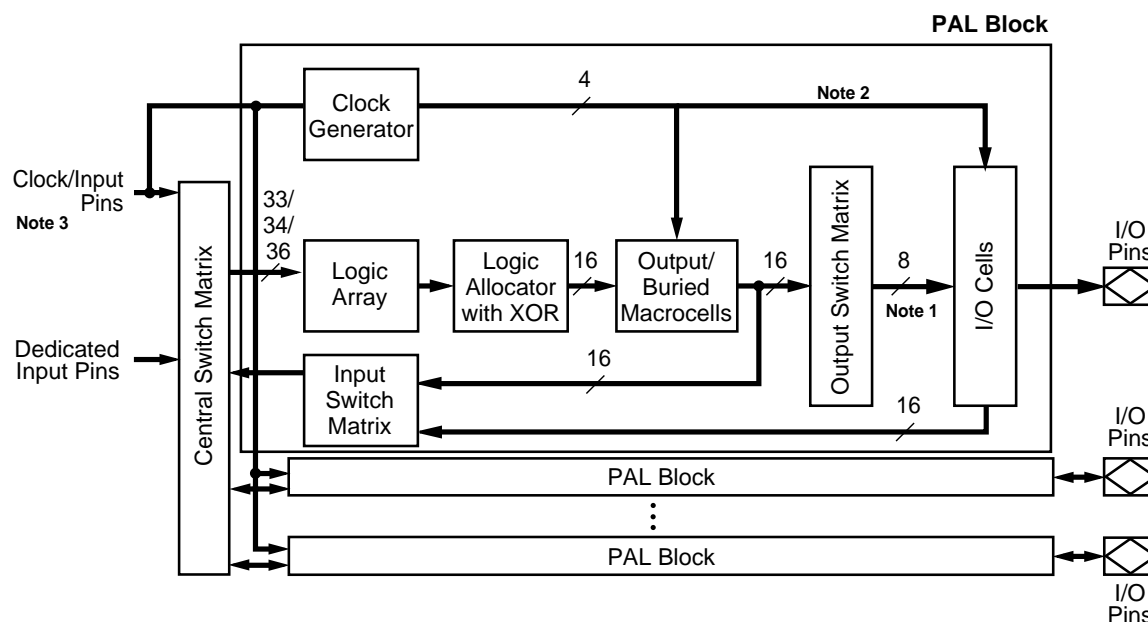 PAL Block
Clock
Generator
4
Note 2
Clock/Input
Pins
Note 3
Central Switch Matrix
33/
34/
36
Logic
Array
Logic
Allocator
with XOR
16
Output/
Buried
Macrocells
16
Output Switch Matrix
8
Note 1
I/O Cells
I/O
Pins
Dedicated
Input Pins
Input
Switch
Matrix
16
16
PAL Block
I/O
Pins
PAL Block
I/O
Pins